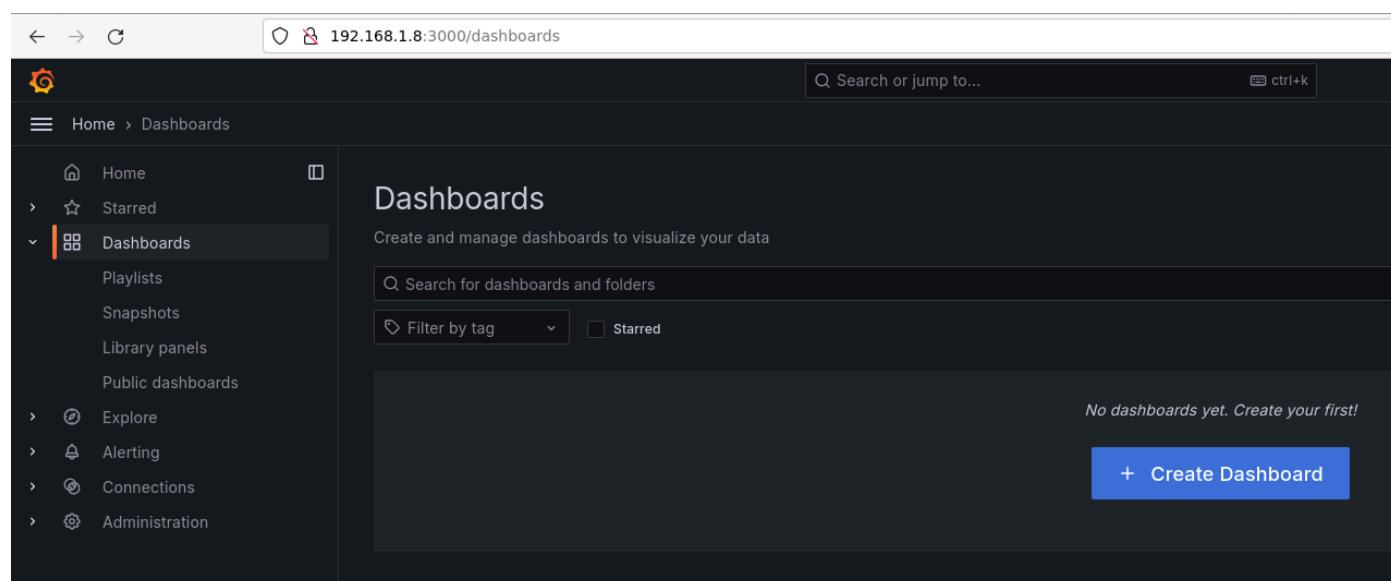 192.168.1.8:3000/dashboards
Search or jump to... ctrl+k
Home › Dashboards
Home
Starred
Dashboards
Playlists
Snapshots
Library panels
Public dashboards
Explore
Alerting
Connections
Administration
Dashboards
Create and manage dashboards to visualize your data
Search for dashboards and folders
Filter by tag Starred
No dashboards yet. Create your first!
+ Create Dashboard